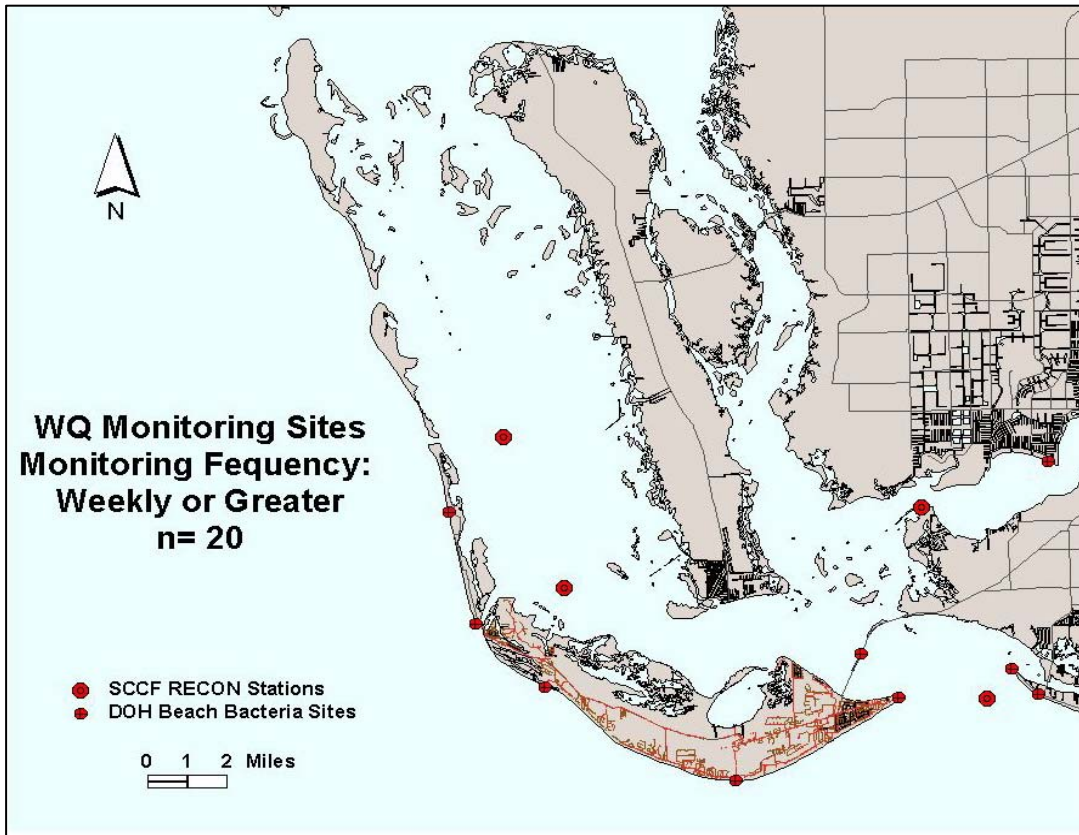 N
WQ Monitoring Sites
Monitoring Fequency:
Weekly or Greater
n= 20
SCCF RECON Stations
DOH Beach Bacteria Sites
0 1 2 Miles